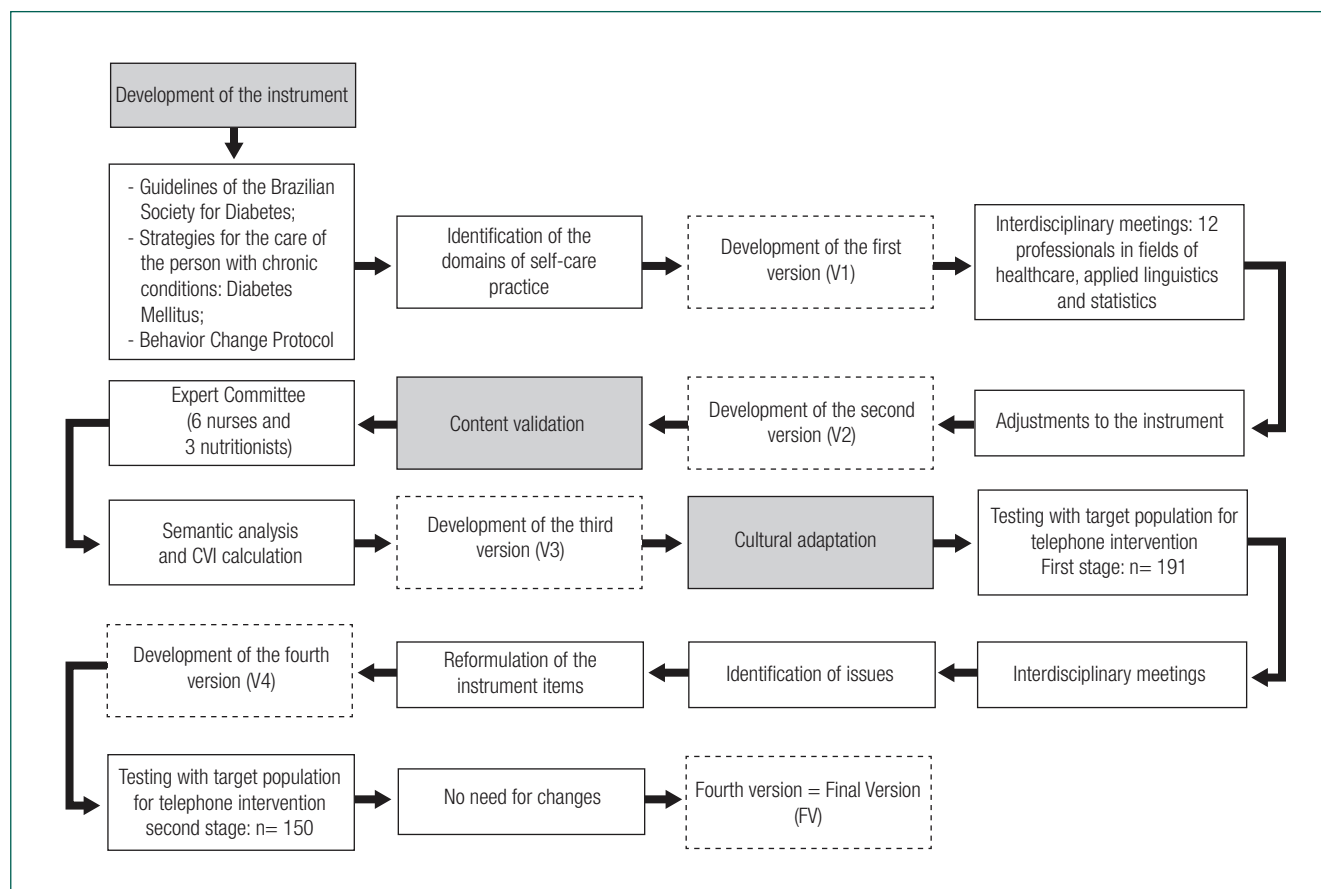 Development of the instrument
- Guidelines of the Brazilian
Society for Diabetes;
- Strategies for the care of
the person with chronic
conditions: Diabetes
Mellitus;
- Behavior Change Protocol
Identification of the
domains of self-care
practice
Development of the first
version (V1)
Interdisciplinary meetings: 12
professionals in fields of
healthcare, applied linguistics
and statistics
Adjustments to the instrument
Development of the second
version (V2)
Content validation
Expert Committee
(6 nurses and
3 nutritionists)
Semantic analysis
and CVI calculation
Development of the third
version (V3)
Cultural adaptation
Testing with target population for
telephone intervention
First stage: n= 191
Interdisciplinary meetings
Identification of issues
Reformulation of the
instrument items
Development of the fourth
version (V4)
Testing with target population
for telephone intervention
second stage: n= 150
No need for changes
Fourth version = Final Version
(FV)